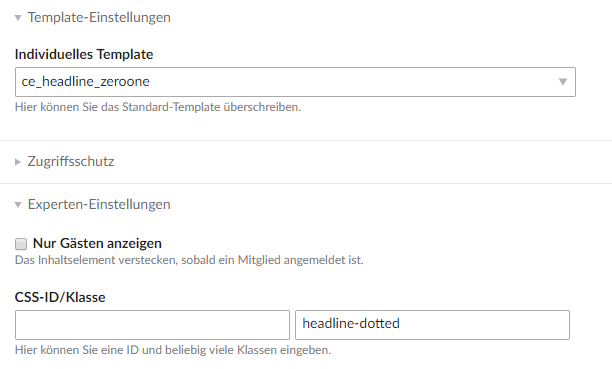 Template-Einstellungen
Individuelles Template
ce_headline_zeroone
Hier können Sie das Standard-Template überschreiben.
Zugriffsschutz
Experten-Einstellungen
Nur Gästen anzeigen
Das Inhaltselement verstecken, sobald ein Mitglied angemeldet ist.
CSS-ID/Klasse
headline-dotted
Hier können Sie eine ID und beliebig viele Klassen eingeben.